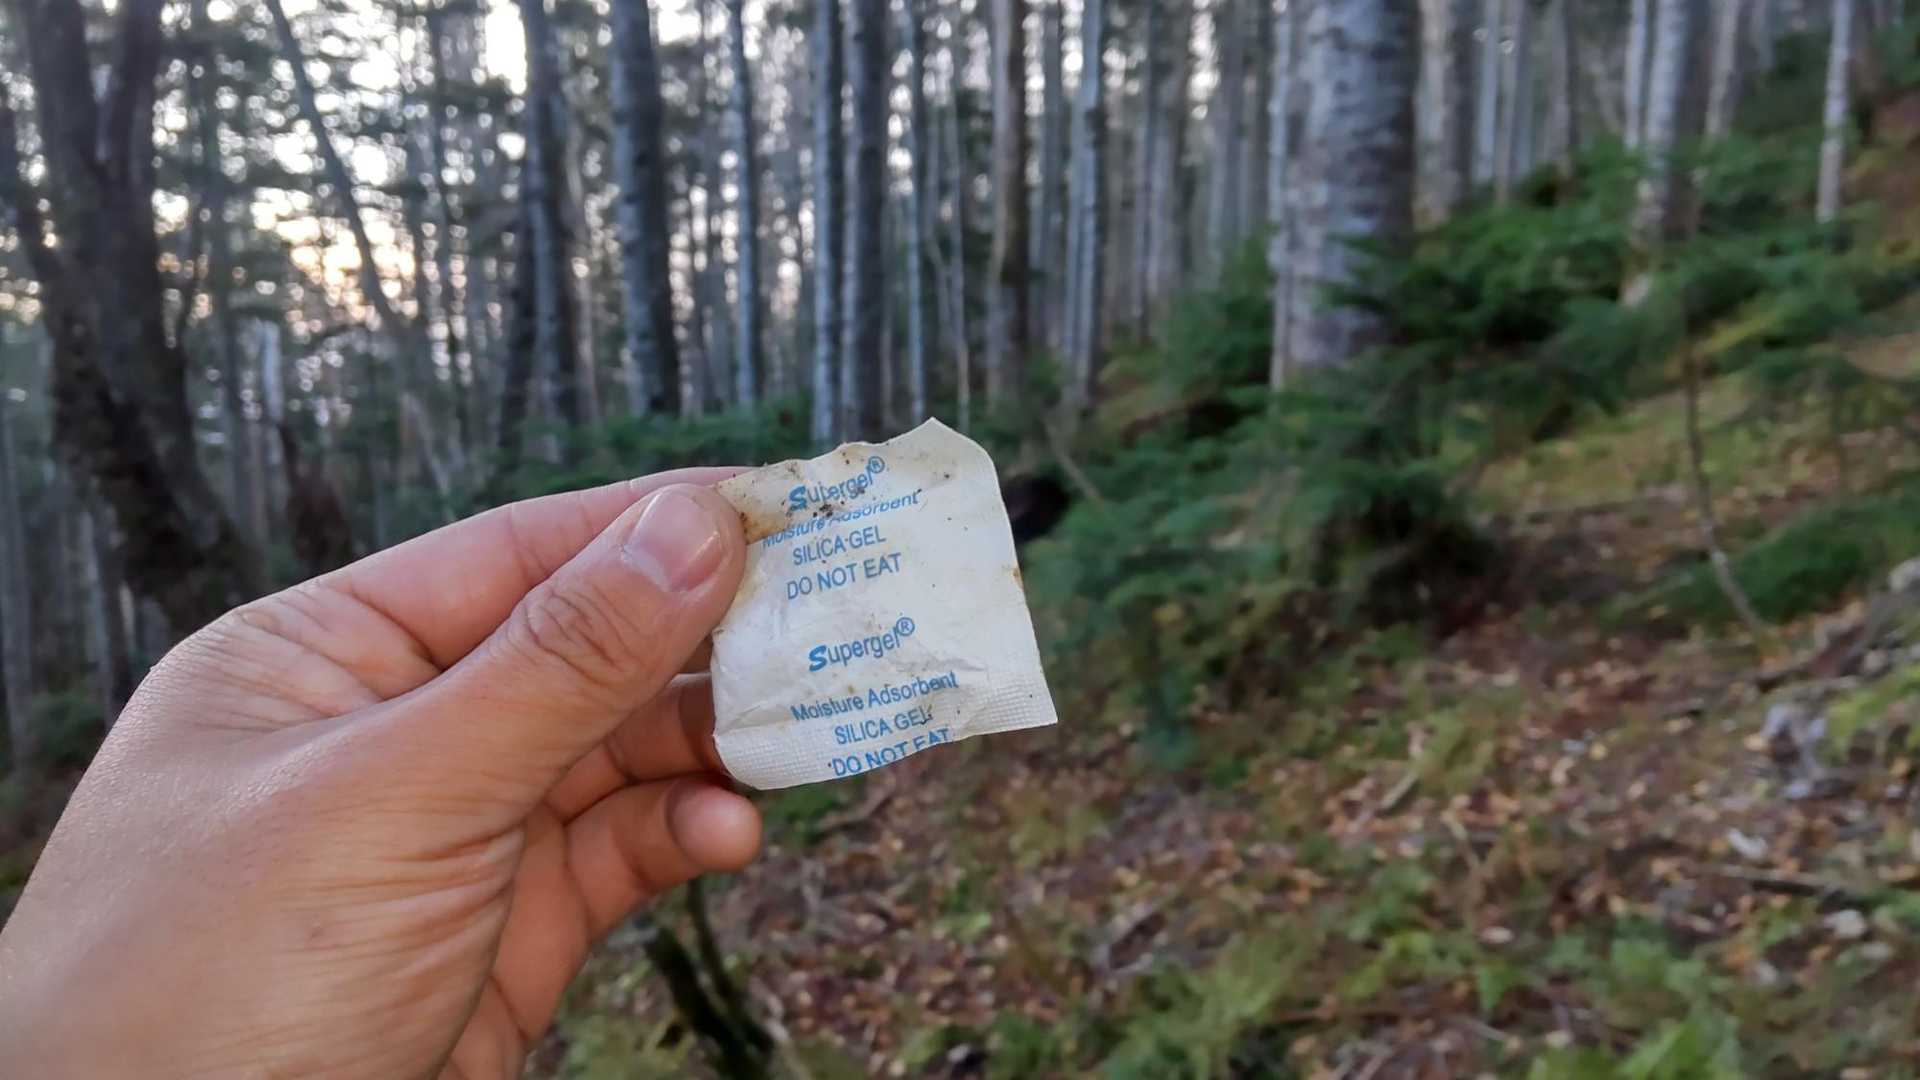 Supergel®
Moisture Adsorbent
SILICA GEL
DO NOT EAT
Supergel®
Moisture Adsorbent
SILICA GEL
DO NOT EAT